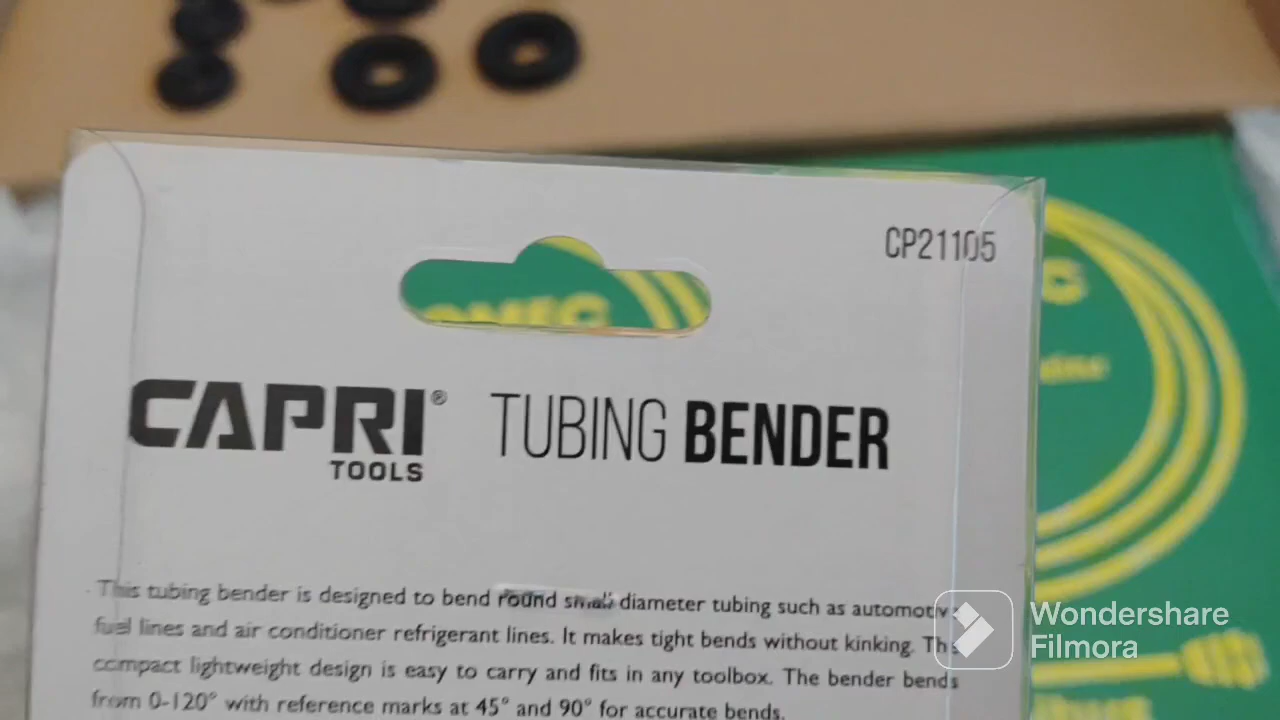 CP21105
CAPRI® TUBING BENDER
TOOLS
This tubing bender is designed to bend round small diameter tubing such as automotive
fuel lines and air conditioner refrigerant lines. It makes tight bends without kinking. The
compact lightweight design is easy to carry and fits in any toolbox. The bender bends
from 0-120° with reference marks at 45° and 90° for accurate bends.
Wondershare
Filmora